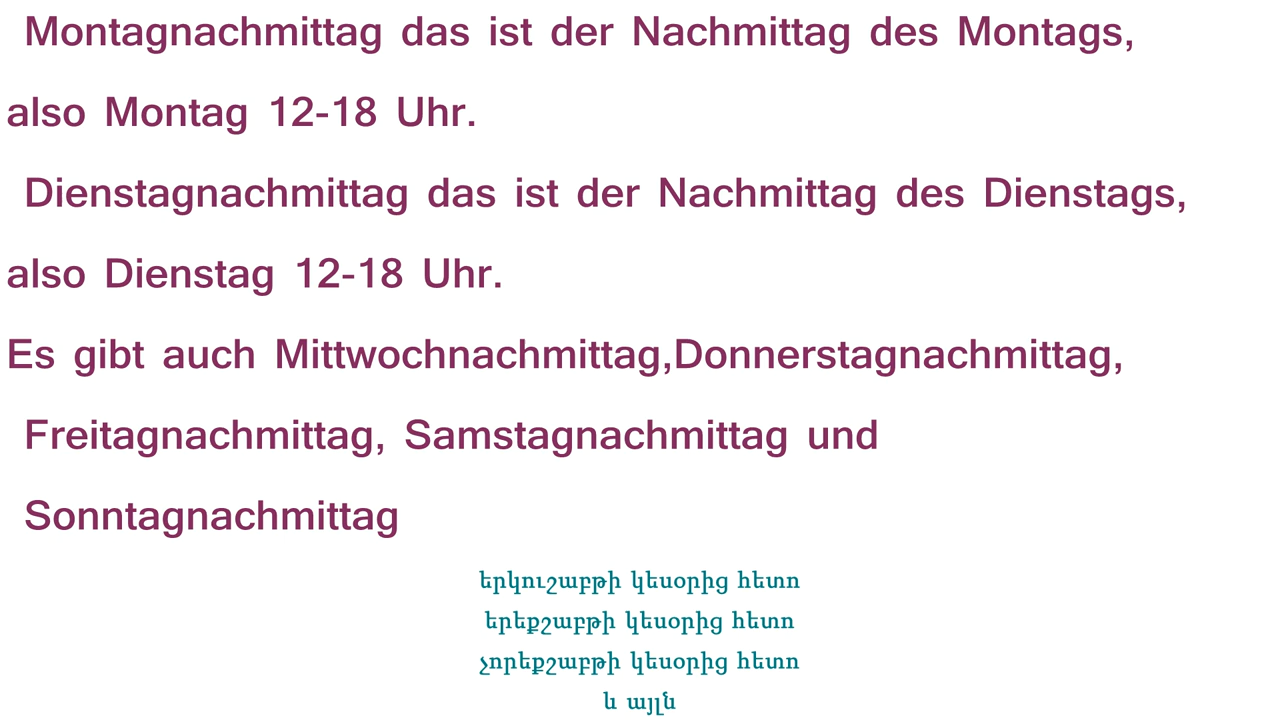 Montagnachmittag das ist der Nachmittag des Montags,
also Montag 12-18 Uhr.
Dienstagnachmittag das ist der Nachmittag des Dienstags,
also Dienstag 12-18 Uhr.
Es gibt auch Mittwochnachmittag,Donnerstagnachmittag,
Freitagnachmittag, Samstagnachmittag und
Sonntagnachmittag
երկուշաբթի կեսօրից հետո
երեքշաբթի կեսօրից հետո
չորեքշաբթի կեսօրից հետո
և այլն